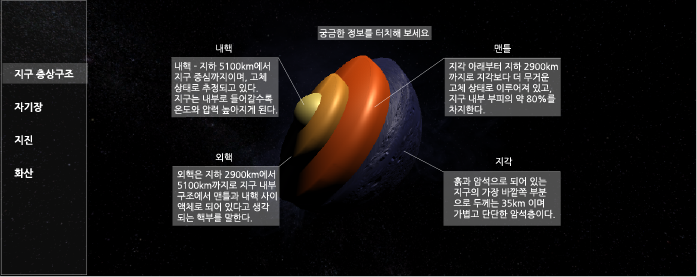 궁금한 정보를 터치해 보세요
지구 층상구조
자기장
지진
화산
내핵
내핵 - 지하 5100km에서
지구 중심까지이며, 고체
상태로 추정되고 있다.
지구는 내부로 들어갈수록
온도와 압력 높아지게 된다.
맨틀
지각 아래부터 지하 2900km
까지로 지각보다 더 무거운
고체 상태로 이루어져 있고,
지구 내부 부피의 약 80%를
차지한다.
외핵
외핵은 지하 2900km에서
5100km까지로 지구 내부
구조에서 맨틀과 내핵 사이
액체로 되어 있다고 생각
되는 핵부를 말한다.
지각
흙과 암석으로 되어 있는
지구의 가장 바깥쪽 부분
으로 두께는 35km 이며
가볍고 단단한 암석층이다.